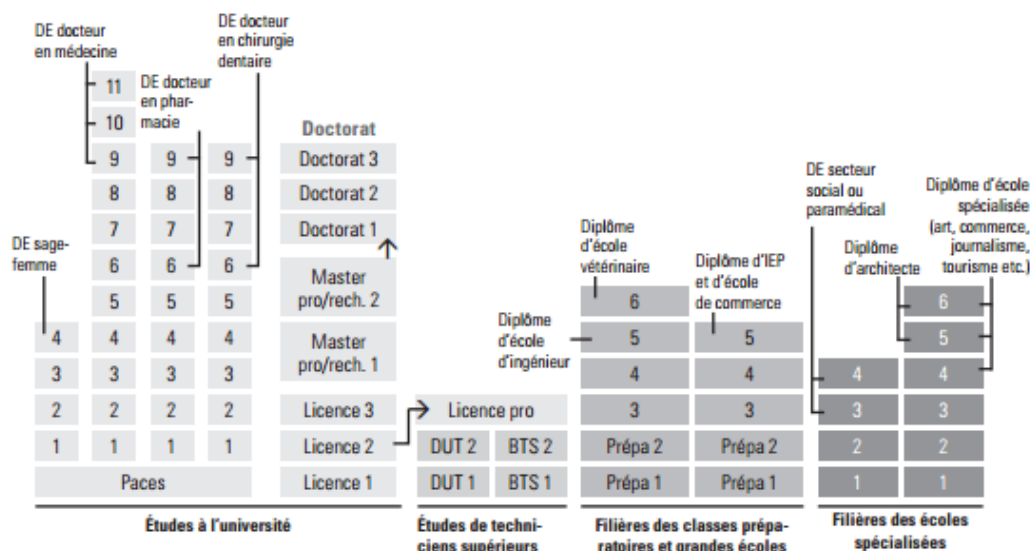 DE docteur
en médecine
DE docteur
en phar-
macie
DE docteur
en chirurgie
dentaire
DE sage-
femme
11
10
9 9 9
8 8 8
7 7 7
6 6 6
5 5 5
4 4 4 4
3 3 3 3
2 2 2 2
1 1 1 1
Paces
Doctorat
Doctorat 3
Doctorat 2
Doctorat 1
Master
pro/rech. 2
Master
pro/rech. 1
Licence 3
Licence 2
Licence 1
Études à l'université
Licence pro
DUT 2 BTS 2
DUT 1 BTS 1
Études de techni-
ciens supérieurs
Diplôme
d'école
vétérinaire
Diplôme
d'école
d'ingénieur
Diplôme d'IEP
et d'école
de commerce
6
5 5
4 4
3 3
Prépa 2 Prépa 2
Prépa 1 Prépa 1
Filières des classes prépa-
ratoires et grandes écoles
DE secteur
social ou
paramédical
Diplôme
d'architecte
Diplôme d'école
spécialisée
(art, commerce,
journalisme,
tourisme etc.)
6
5
4 4
3 3
2 2
1 1
Filières des écoles
spécialisées